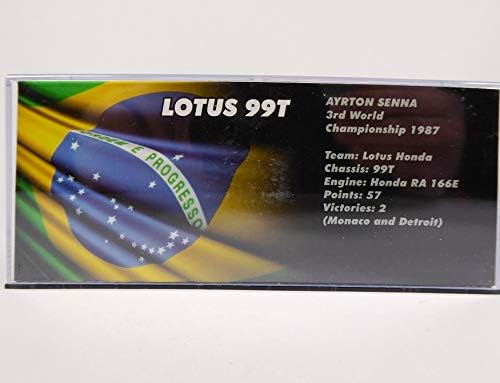 LOTUS 99T
AYRTON SENNA
3rd World
Championship 1987
Team: Lotus Honda
Chassis: 99T
Engine: Honda RA 166E
Points: 57
Victories: 2
(Monaco and Detroit)
E PROGRESSO